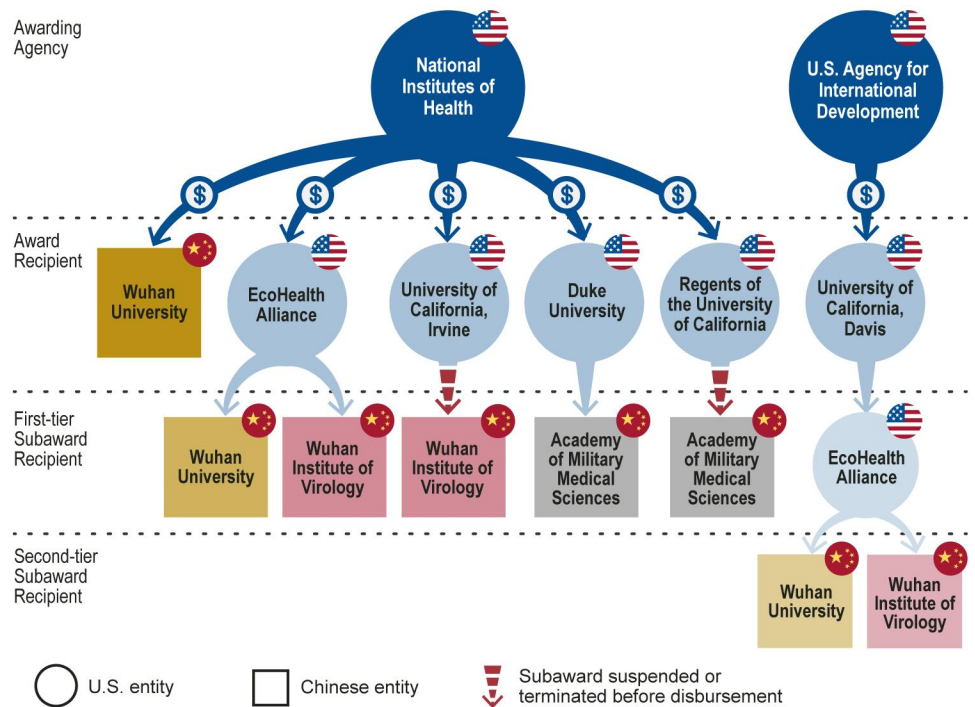 Awarding
Agency
National
Institutes of
Health
U.S. Agency for
International
Development
$
$
$
$
$
$
Award
Recipient
Wuhan
University
EcoHealth
Alliance
University of
California,
Irvine
Duke
University
Regents of
the University
of California
University of
California,
Davis
First-tier
Subaward
Recipient
Wuhan
University
Wuhan
Institute of
Virology
Wuhan
Institute of
Virology
Academy
of Military
Medical
Sciences
Academy
of Military
Medical
Sciences
EcoHealth
Alliance
Second-tier
Subaward
Recipient
Wuhan
University
Wuhan
Institute of
Virology
U.S. entity
Chinese entity
Subaward suspended or
terminated before disbursement